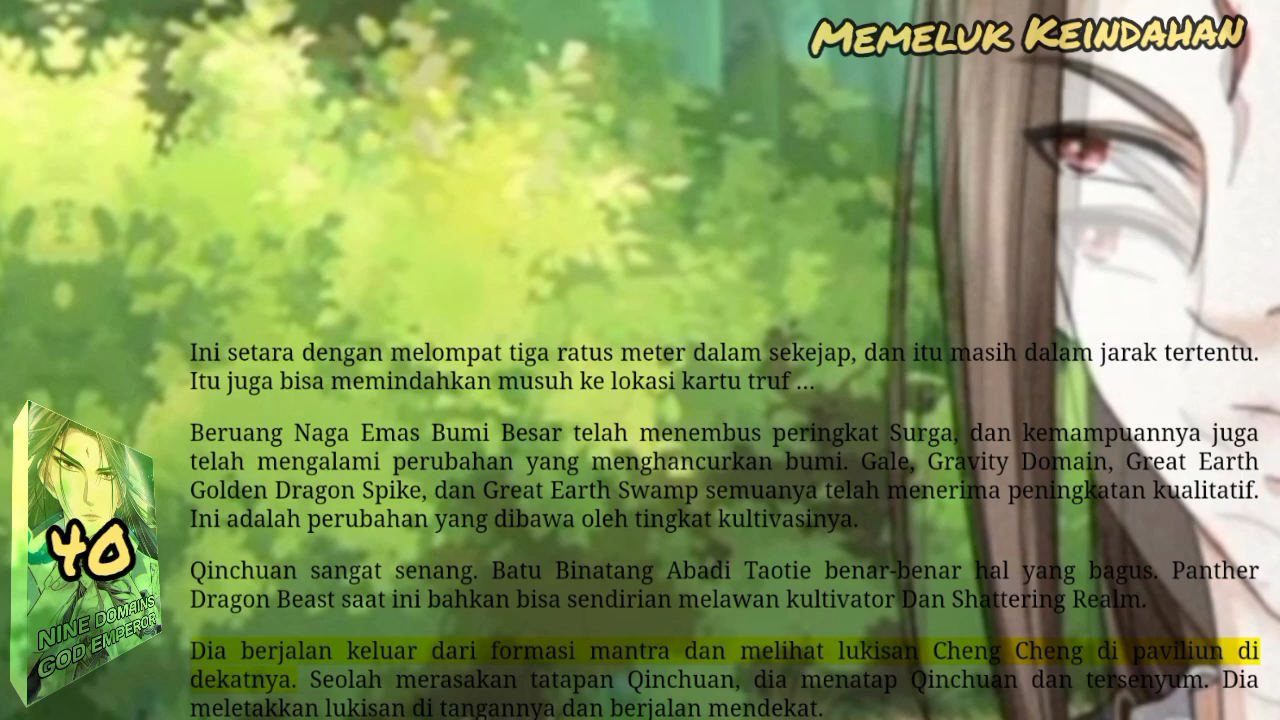 Memeluk Keindahan
Ini setara dengan melompat tiga ratus meter dalam sekejap, dan itu masih dalam jarak tertentu.
Itu juga bisa memindahkan musuh ke lokasi kartu truf ...
Beruang Naga Emas Bumi Besar telah menembus peringkat Surga, dan kemampuannya juga
telah mengalami perubahan yang menghancurkan bumi. Gale, Gravity Domain, Great Earth
Golden Dragon Spike, dan Great Earth Swamp semuanya telah menerima peningkatan kualitatif.
Ini adalah perubahan yang dibawa oleh tingkat kultivasinya.
Qinchuan sangat senang. Batu Binatang Abadi Taotie benar-benar hal yang bagus. Panther
Dragon Beast saat ini bahkan bisa sendirian melawan kultivator Dan Shattering Realm.
Dia berjalan keluar dari formasi mantra dan melihat lukisan Cheng Cheng di paviliun di
dekatnya. Seolah merasakan tatapan Qinchuan, dia menatap Qinchuan dan tersenyum. Dia
meletakkan lukisan di tangannya dan berjalan mendekat.
40
NINE DOMAINS
GOD EMPEROR